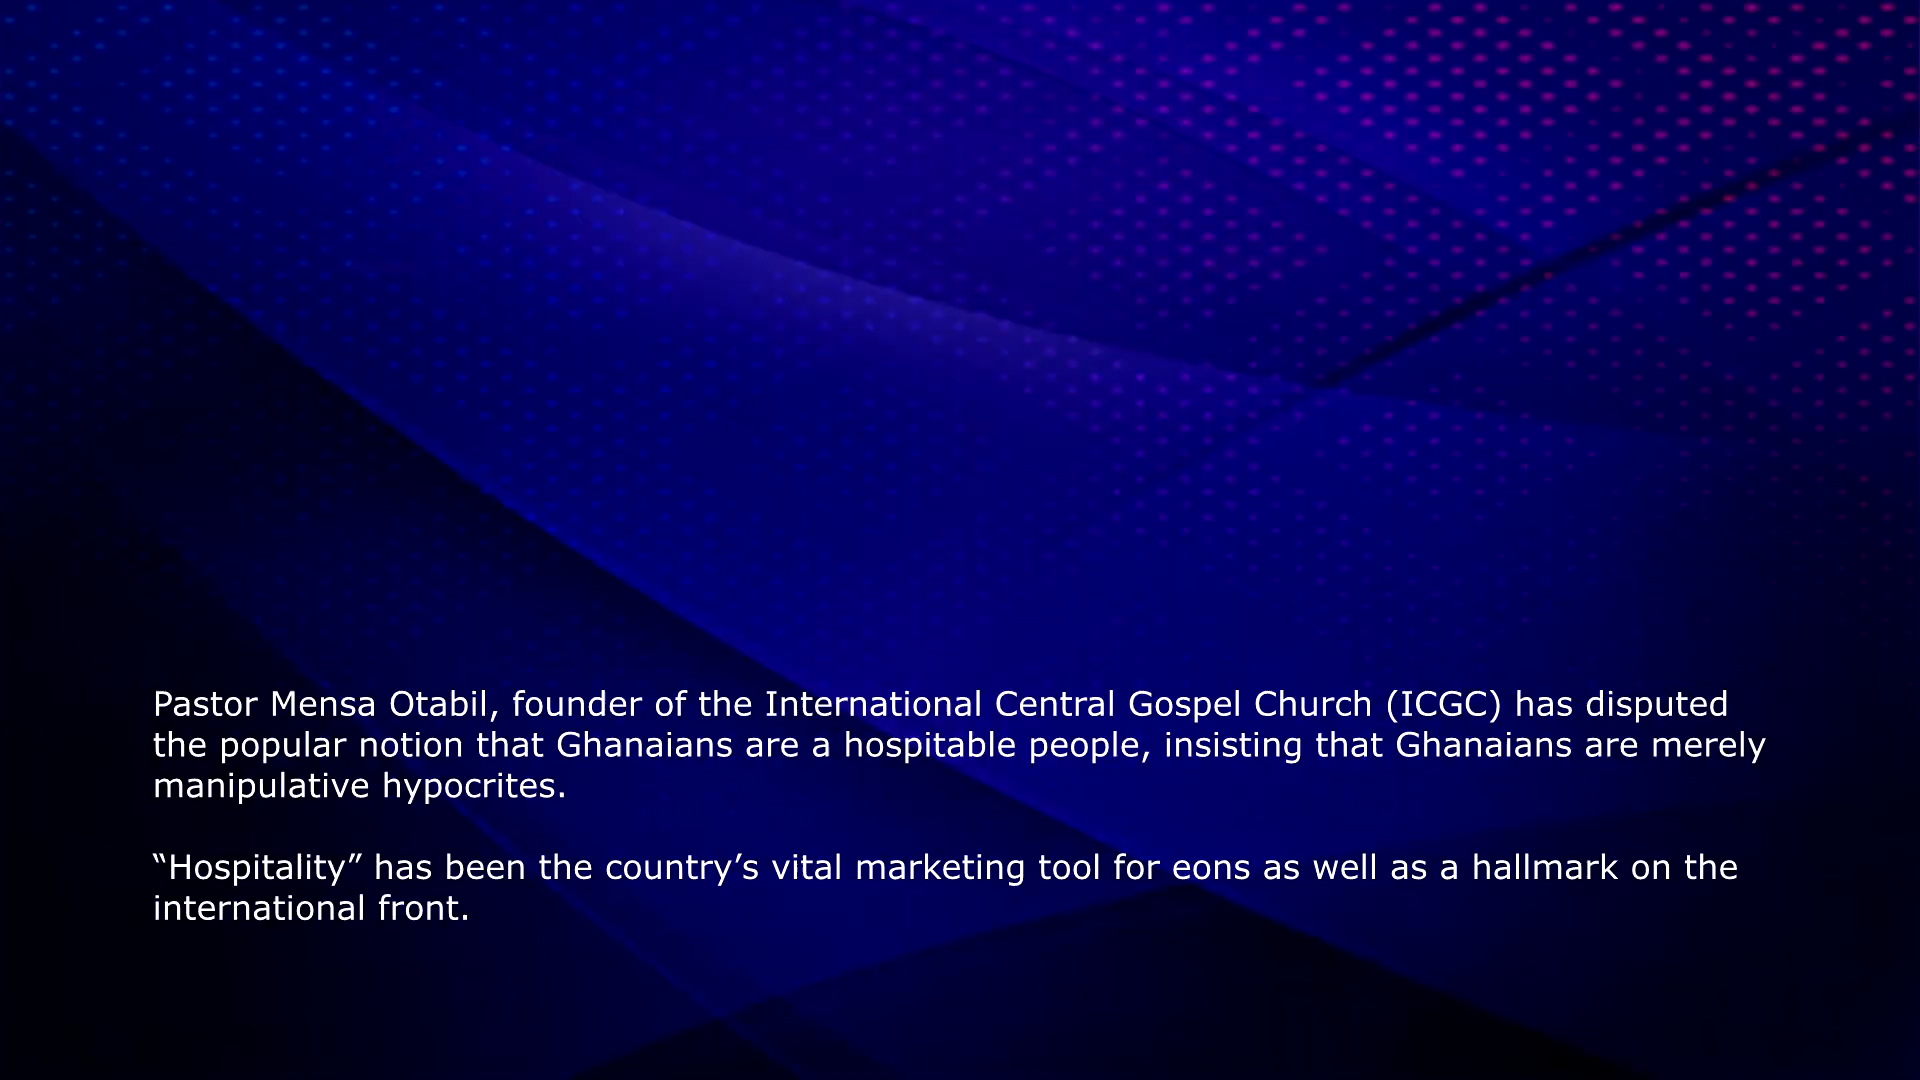 Pastor Mensa Otabil, founder of the International Central Gospel Church (ICGC) has disputed
the popular notion that Ghanaians are a hospitable people, insisting that Ghanaians are merely
manipulative hypocrites.
“Hospitality” has been the country’s vital marketing tool for eons as well as a hallmark on the
international front.